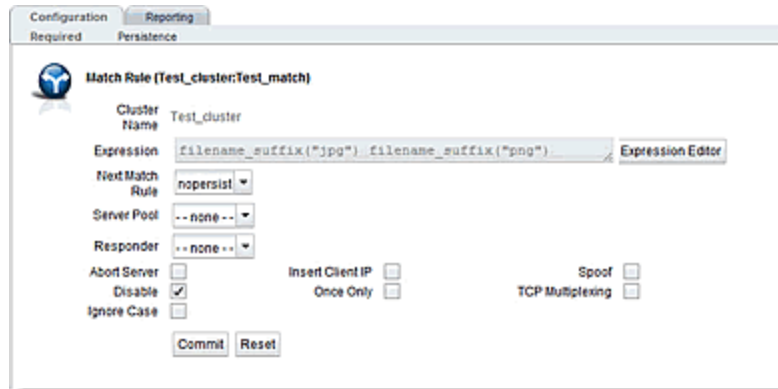 Configuration Reporting
Required Persistence
Match Rule (Test_cluster:Test_match)
Cluster Name Test_cluster
Expression filename_suffix("jpg") filename_suffix("png") Expression Editor
Next Match Rule nopersist
Server Pool --none--
Responder --none--
Abort Server Insert Client IP Spoof
Disable Once Only TCP Multiplexing
Ignore Case
Commit Reset